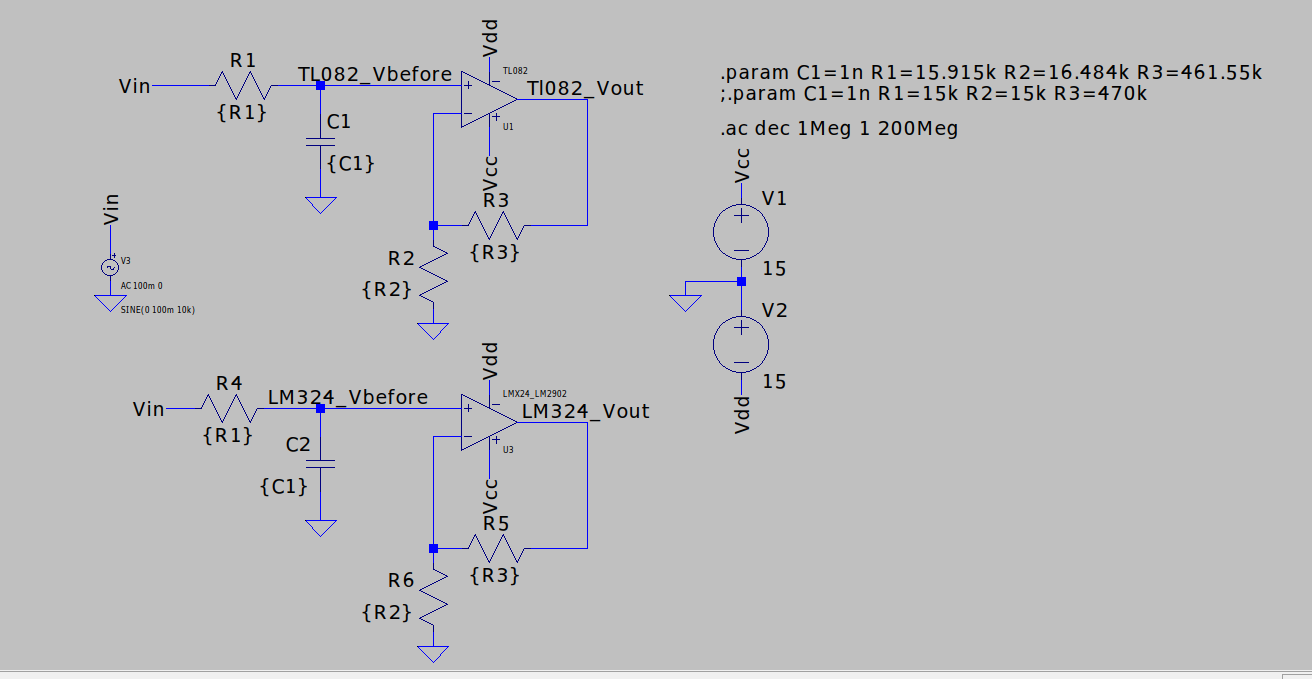 Vdd
R1
TL082_Vbefore
TL082
Vin
Tl082_Vout
{R1}
+
−
−
+
U1
C1
{C1}
Vcc
R3
{R3}
R2
{R2}
Vin
V3
+
AC 100m 0
SINE(0 100m 10k)
.param C1=1n R1=15.915k R2=16.484k R3=461.55k
;.param C1=1n R1=15k R2=15k R3=470k
.ac dec 1Meg 1 200Meg
Vcc
V1
+
−
15
V2
+
−
15
Vdd
Vdd
R4
LM324_Vbefore
LMX24_LM2902
Vin
LM324_Vout
{R1}
+
−
−
+
U3
C2
{C1}
Vcc
R5
{R3}
R6
{R2}